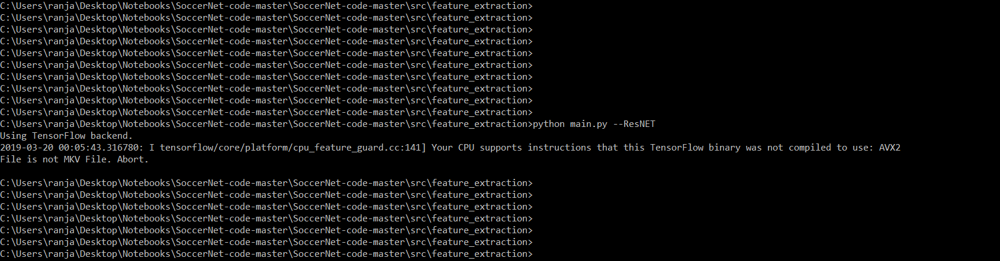 C:\Users\ranja\Desktop\Notebooks\SoccerNet-code-master\SoccerNet-code-master\src\feature_extraction>
C:\Users\ranja\Desktop\Notebooks\SoccerNet-code-master\SoccerNet-code-master\src\feature_extraction>
C:\Users\ranja\Desktop\Notebooks\SoccerNet-code-master\SoccerNet-code-master\src\feature_extraction>
C:\Users\ranja\Desktop\Notebooks\SoccerNet-code-master\SoccerNet-code-master\src\feature_extraction>
C:\Users\ranja\Desktop\Notebooks\SoccerNet-code-master\SoccerNet-code-master\src\feature_extraction>
C:\Users\ranja\Desktop\Notebooks\SoccerNet-code-master\SoccerNet-code-master\src\feature_extraction>
C:\Users\ranja\Desktop\Notebooks\SoccerNet-code-master\SoccerNet-code-master\src\feature_extraction>
C:\Users\ranja\Desktop\Notebooks\SoccerNet-code-master\SoccerNet-code-master\src\feature_extraction>
C:\Users\ranja\Desktop\Notebooks\SoccerNet-code-master\SoccerNet-code-master\src\feature_extraction>
C:\Users\ranja\Desktop\Notebooks\SoccerNet-code-master\SoccerNet-code-master\src\feature_extraction>
C:\Users\ranja\Desktop\Notebooks\SoccerNet-code-master\SoccerNet-code-master\src\feature_extraction>python main.py --ResNET
Using TensorFlow backend.
2019-03-20 00:05:43.316780: I tensorflow/core/platform/cpu_feature_guard.cc:141] Your CPU supports instructions that this TensorFlow binary was not compiled to use: AVX2
File is not MKV File. Abort.
C:\Users\ranja\Desktop\Notebooks\SoccerNet-code-master\SoccerNet-code-master\src\feature_extraction>
C:\Users\ranja\Desktop\Notebooks\SoccerNet-code-master\SoccerNet-code-master\src\feature_extraction>
C:\Users\ranja\Desktop\Notebooks\SoccerNet-code-master\SoccerNet-code-master\src\feature_extraction>
C:\Users\ranja\Desktop\Notebooks\SoccerNet-code-master\SoccerNet-code-master\src\feature_extraction>
C:\Users\ranja\Desktop\Notebooks\SoccerNet-code-master\SoccerNet-code-master\src\feature_extraction>
C:\Users\ranja\Desktop\Notebooks\SoccerNet-code-master\SoccerNet-code-master\src\feature_extraction>
C:\Users\ranja\Desktop\Notebooks\SoccerNet-code-master\SoccerNet-code-master\src\feature_extraction>